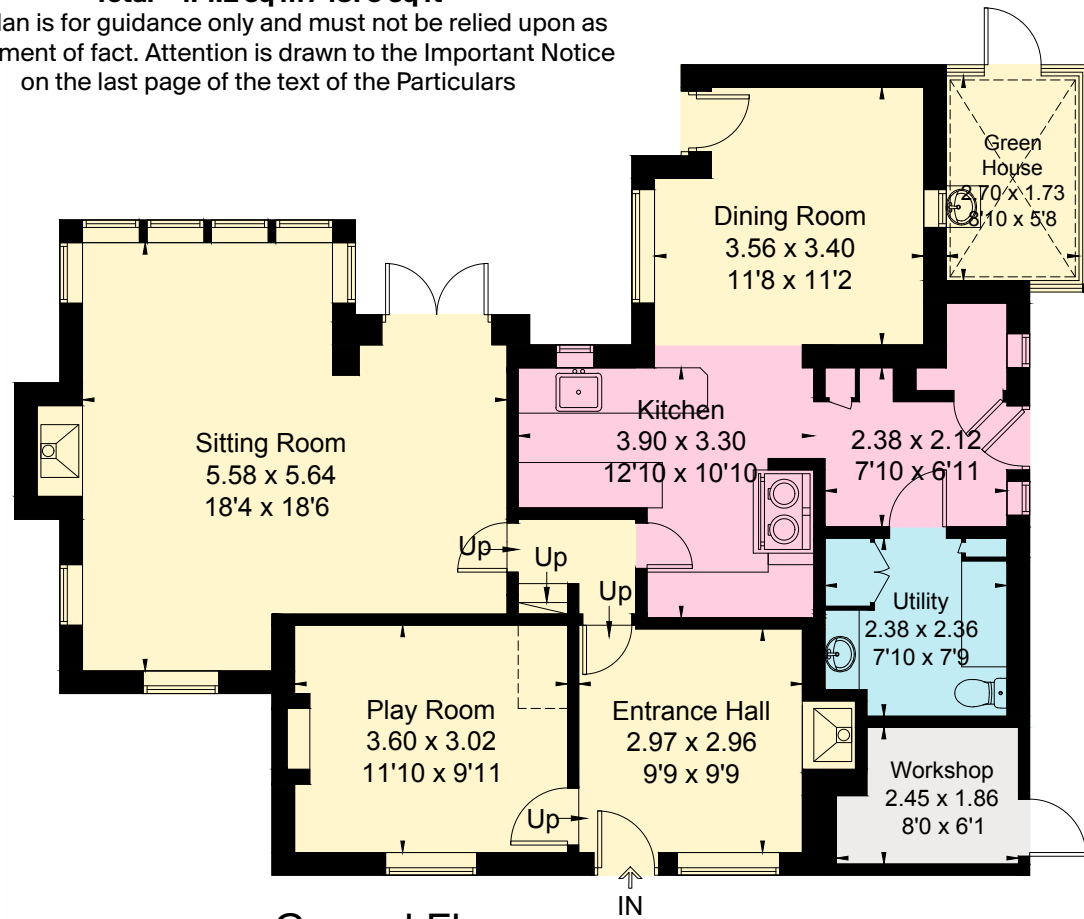 lan is for guidance only and must not be relied upon as
ment of fact. Attention is drawn to the Important Notice
on the last page of the text of the Particulars
Green
House
2.70 x 1.73
8'10 x 5'8
Dining Room
3.56 x 3.40
11'8 x 11'2
Kitchen
3.90 x 3.30
12'10 x 10'10
2.38 x 2.12
7'10 x 6'11
Sitting Room
5.58 x 5.64
18'4 x 18'6
Up
Up
Up
Utility
2.38 x 2.36
7'10 x 7'9
Play Room
3.60 x 3.02
11'10 x 9'11
Entrance Hall
2.97 x 2.96
9'9 x 9'9
Workshop
2.45 x 1.86
8'0 x 6'1
Up
IN